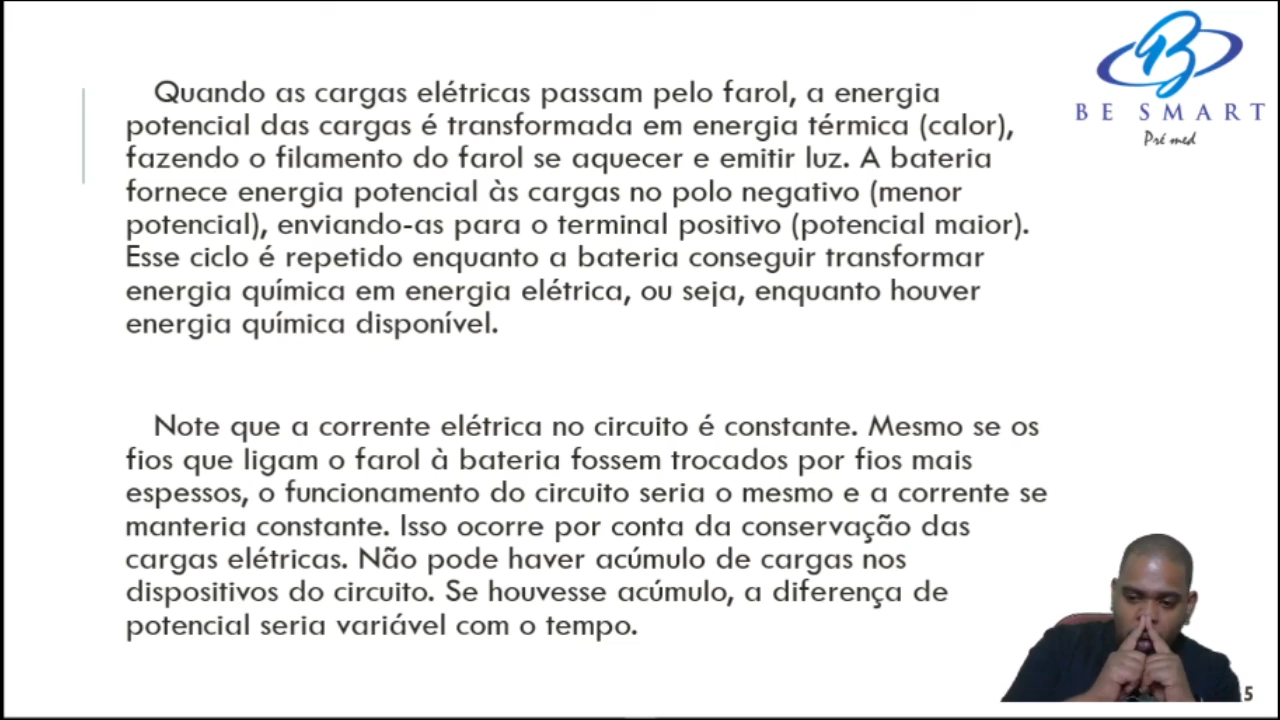 BE SMART
Pré med
Quando as cargas elétricas passam pelo farol, a energia
potencial das cargas é transformada em energia térmica (calor),
fazendo o filamento do farol se aquecer e emitir luz. A bateria
fornece energia potencial às cargas no polo negativo (menor
potencial), enviando-as para o terminal positivo (potencial maior).
Esse ciclo é repetido enquanto a bateria conseguir transformar
energia química em energia elétrica, ou seja, enquanto houver
energia química disponível.
Note que a corrente elétrica no circuito é constante. Mesmo se os
fios que ligam o farol à bateria fossem trocados por fios mais
espessos, o funcionamento do circuito seria o mesmo e a corrente se
manteria constante. Isso ocorre por conta da conservação das
cargas elétricas. Não pode haver acúmulo de cargas nos
dispositivos do circuito. Se houvesse acúmulo, a diferença de
potencial seria variável com o tempo.
5